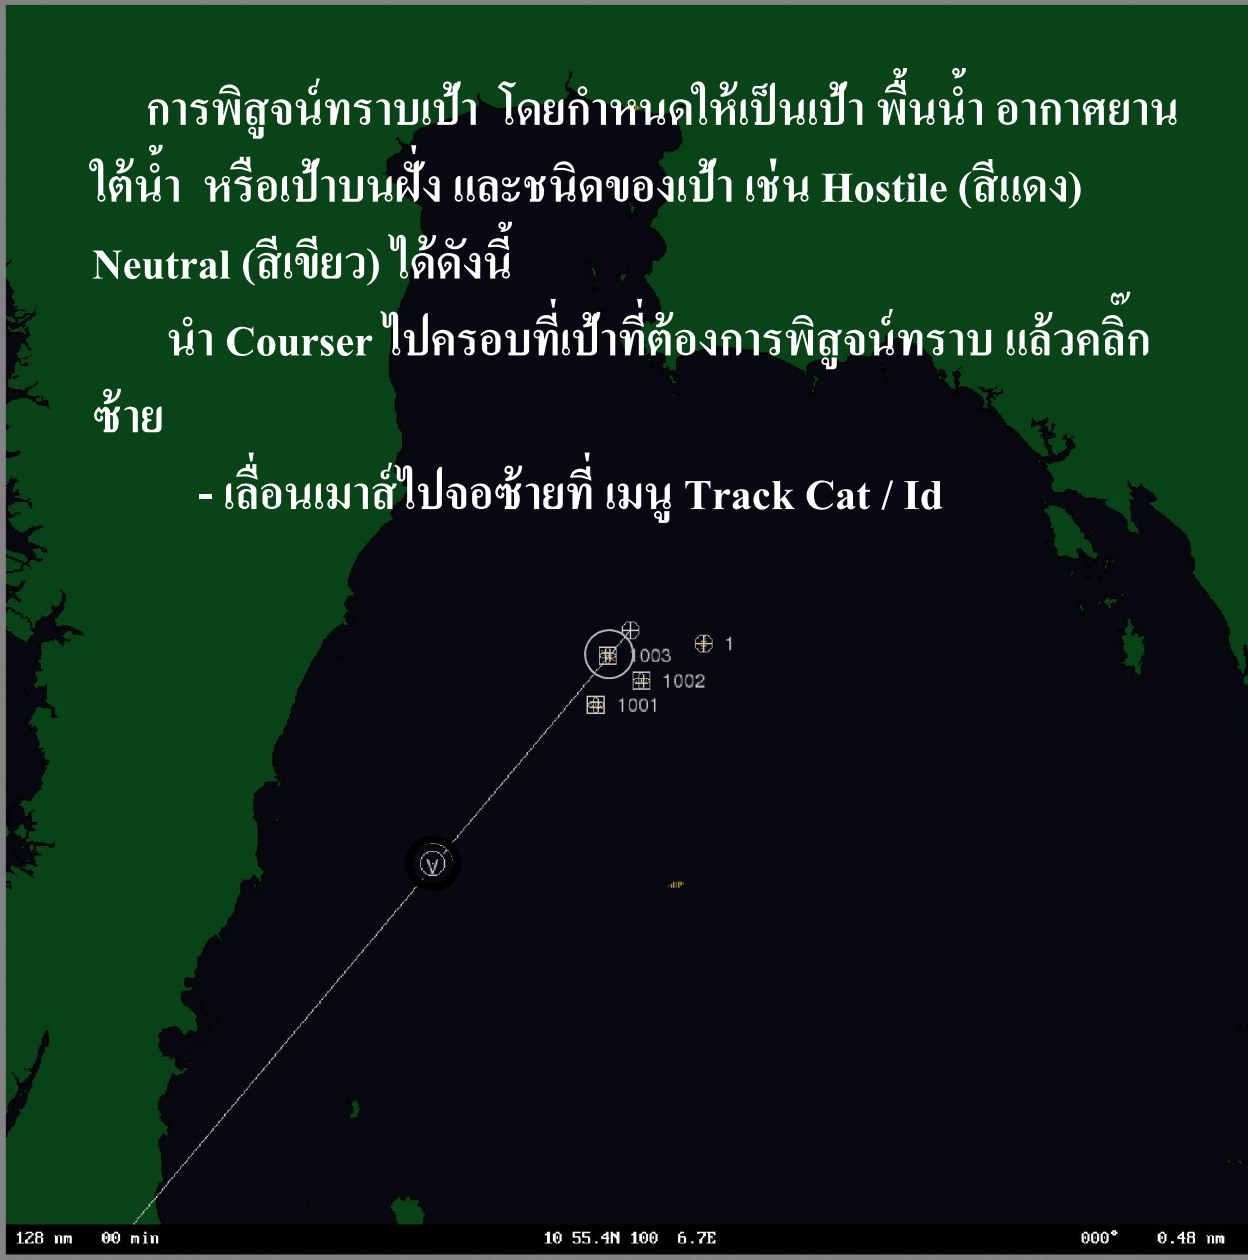 การพิสูจน์ทราบเป้า โดยกำหนดให้เป็นเป้า พื้นน้ำ อากาศยาน
ใต้น้ำ หรือเป้าบนฝั่ง และชนิดของเป้า เช่น Hostile (สีแดง)
Neutral (สีเขียว) ได้ดังนี้
นำ Courser ไปครอบที่เป้าที่ต้องการพิสูจน์ทราบ แล้วคลิ๊ก
ซ้าย
- เลื่อนเมาส์ไปจอซ้ายที่ เมนู Track Cat / Id
1
1003
1002
1001
V
128 nm 00 min 10 55.4N 100 6.7E 000° 0.48 nm